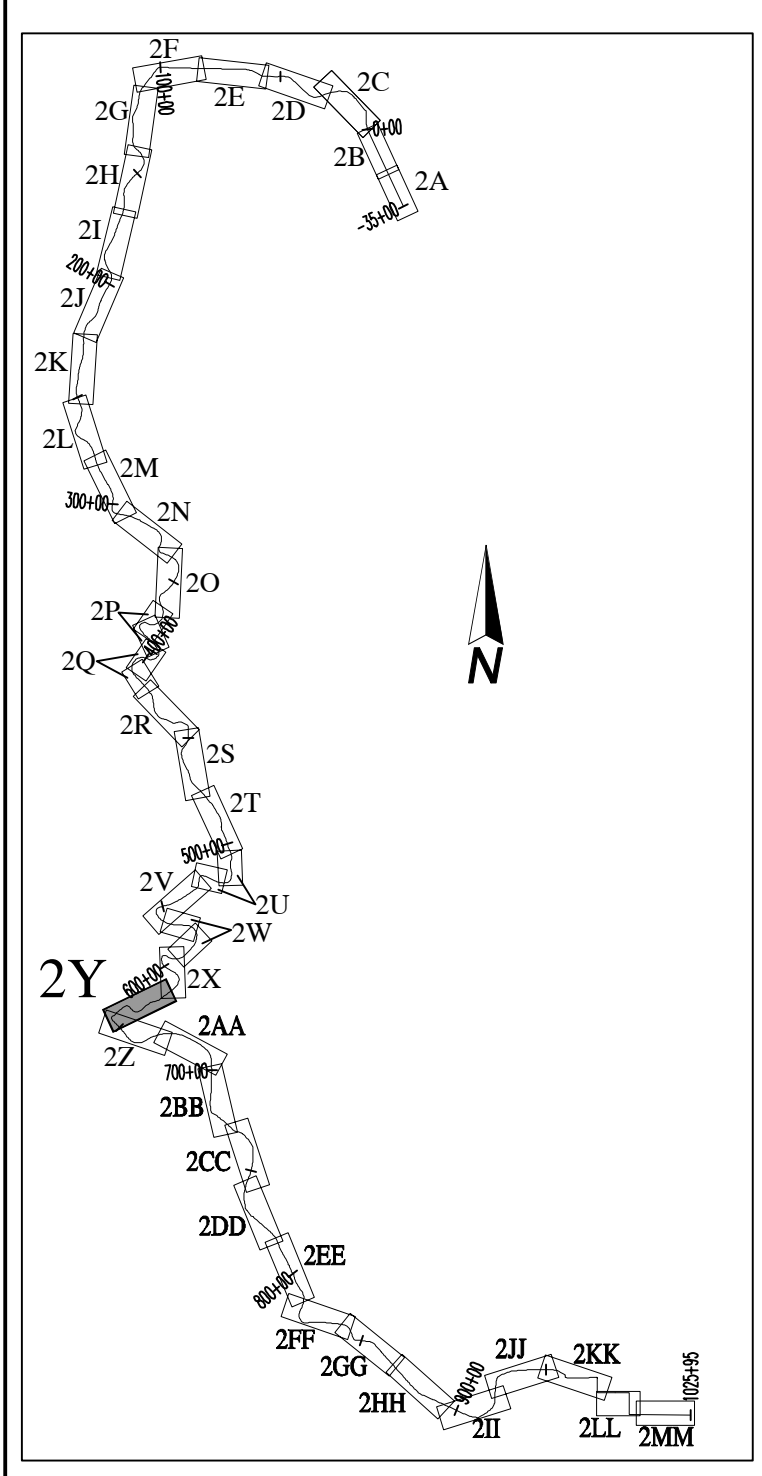 2F
2E
2D
2C
100+00
2G
0+00
2B
2A
2H
-35+00
2I
200+00
2J
2K
2L
2M
300+00
2N
2O
2P
400+00
2Q
2R
2S
2T
500+00
2V
2U
2W
600+00
2X
2Y
2AA
2Z
700+00
2BB
2CC
2DD
2EE
800+00
2FF
2GG
2JJ
2KK
900+00
1025+95
2HH
2II
2LL
2MM
N